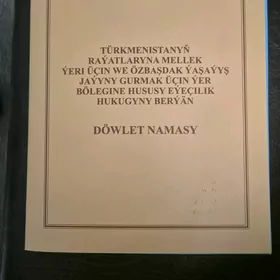 TÜRKMENISTANYŇ
RAÝATLARYNA MELLEK
ÝERI ÜÇIN WE ÖZBAŞDAK ÝAŞAÝYŞ
JAÝYNY GURMAK ÜÇIN ÝER
BÖLEGINE HUSUSY EÝEÇILIK
HUKUGYNY BERÝÄN
DÖWLET NAMASY